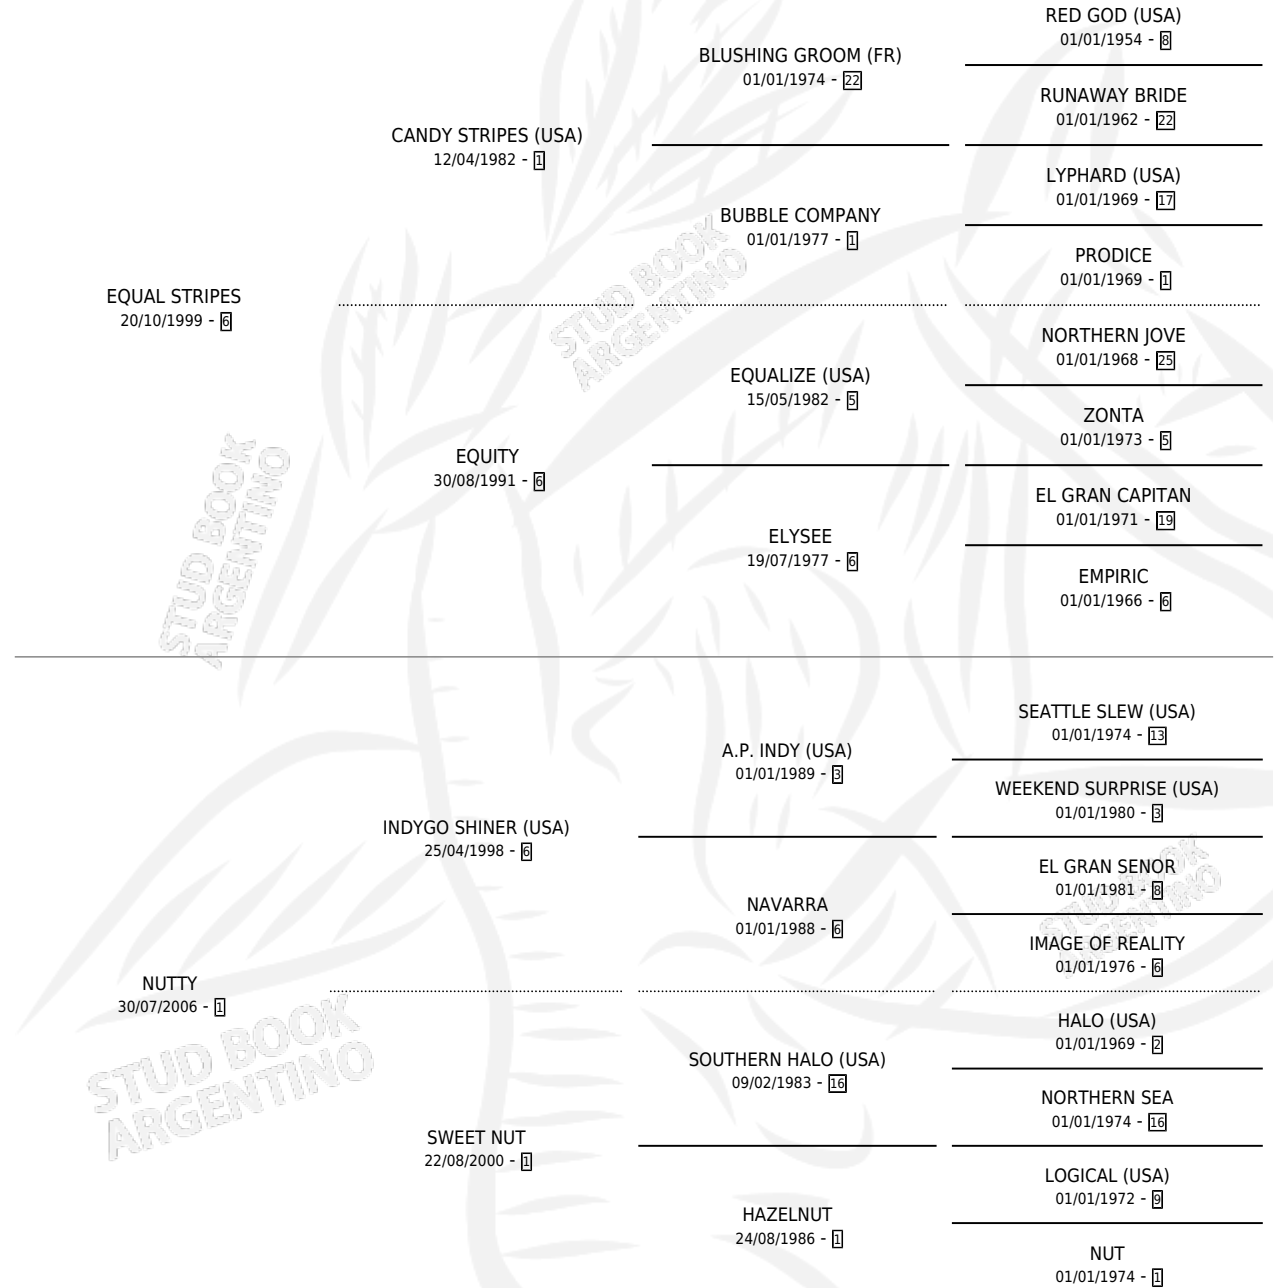 RED GOD (USA)
01/01/1954 - 8
BLUSHING GROOM (FR)
01/01/1974 - 22
RUNAWAY BRIDE
01/01/1962 - 22
CANDY STRIPES (USA)
12/04/1982 - 1
LYPHARD (USA)
01/01/1969 - 17
BUBBLE COMPANY
01/01/1977 - 1
PRODICE
01/01/1969 - 1
EQUAL STRIPES
20/10/1999 - 6
NORTHERN JOVE
01/01/1968 - 25
EQUALIZE (USA)
15/05/1982 - 5
ZONTA
01/01/1973 - 5
EQUITY
30/08/1991 - 6
EL GRAN CAPITAN
01/01/1971 - 19
ELYSEE
19/07/1977 - 6
EMPIRIC
01/01/1966 - 6
STUD BOOK
ARGENTINO
STUD BOOK
ARGENTINO
SEATTLE SLEW (USA)
01/01/1974 - 13
A.P. INDY (USA)
01/01/1989 - 3
WEEKEND SURPRISE (USA)
01/01/1980 - 3
INDYGO SHINER (USA)
25/04/1998 - 6
EL GRAN SENOR
01/01/1981 - 8
NAVARRA
01/01/1988 - 6
IMAGE OF REALITY
01/01/1976 - 6
NUTTY
30/07/2006 - 1
HALO (USA)
01/01/1969 - 2
SOUTHERN HALO (USA)
09/02/1983 - 16
NORTHERN SEA
01/01/1974 - 16
SWEET NUT
22/08/2000 - 1
LOGICAL (USA)
01/01/1972 - 9
HAZELNUT
24/08/1986 - 1
NUT
01/01/1974 - 1
STUD BOOK
ARGENTINO
STUD BOOK
ARGENTINO